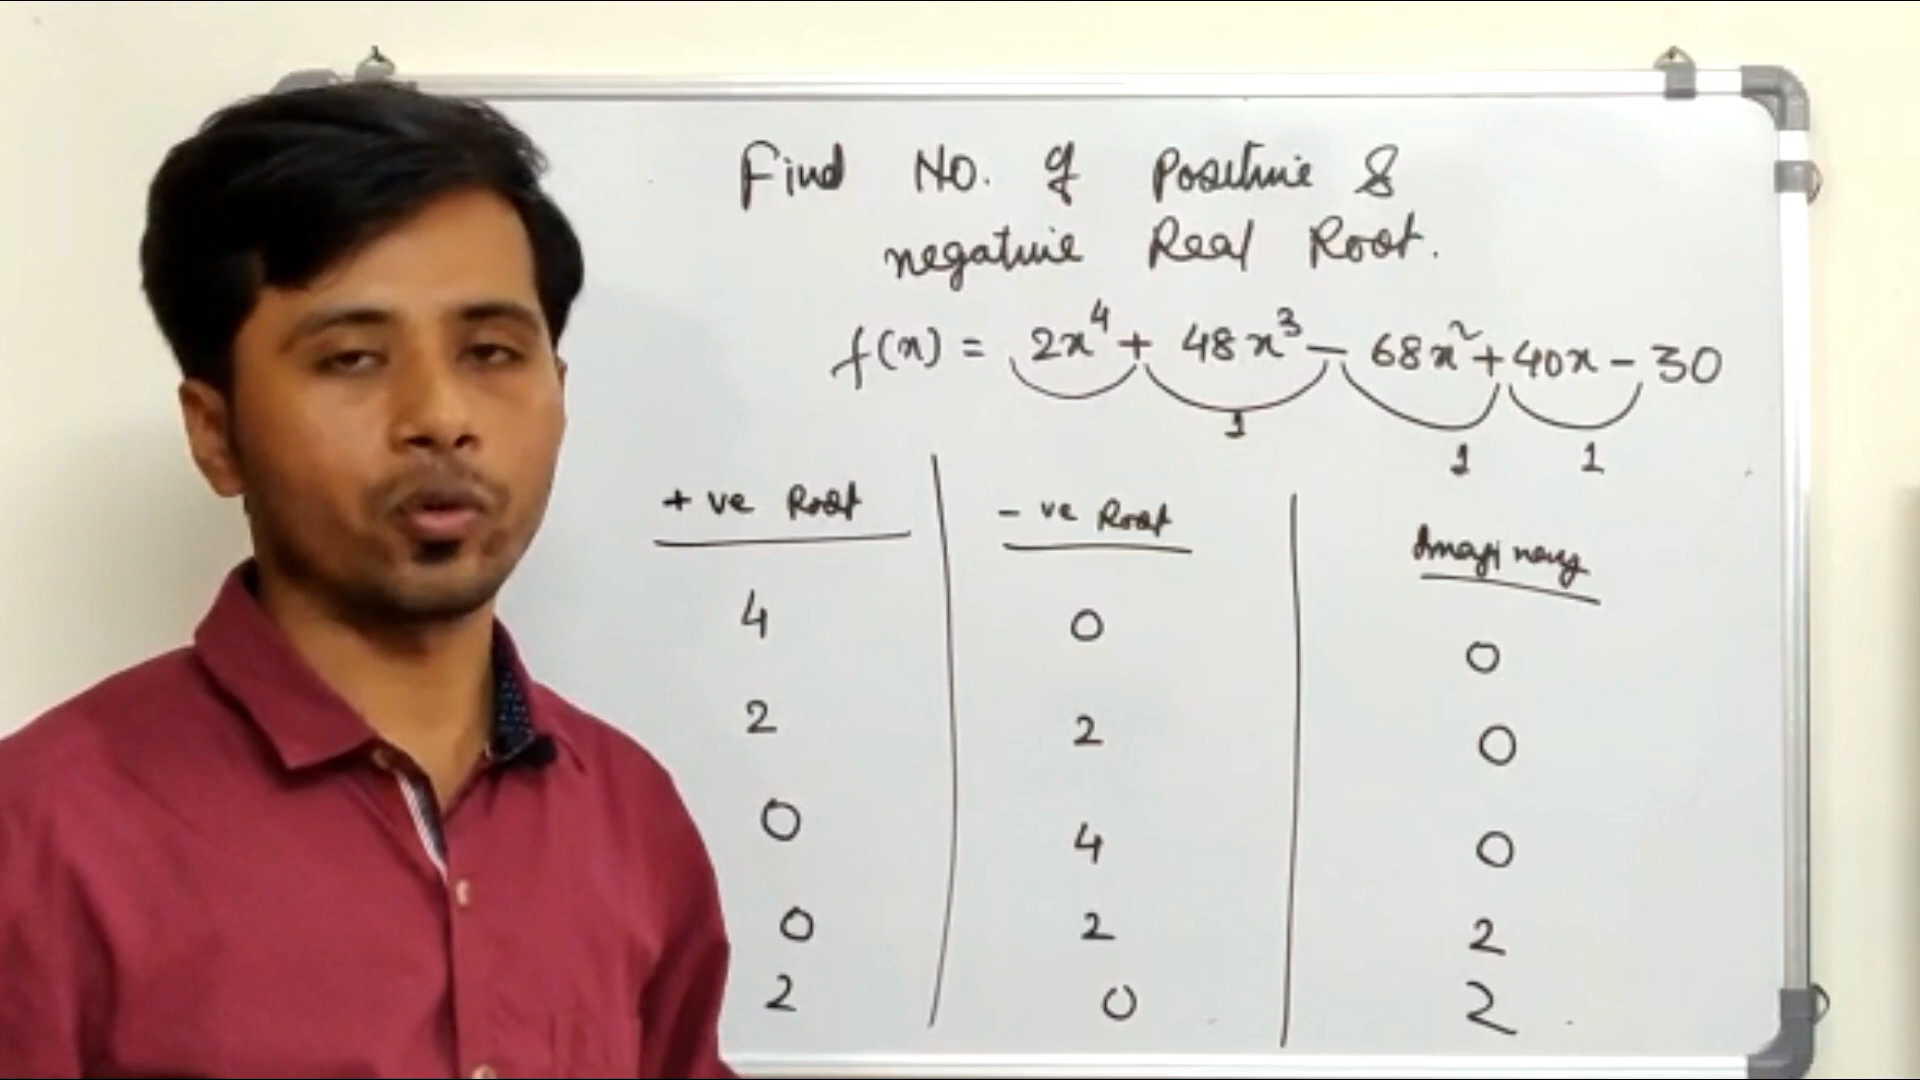 Find No. of Positive &
negative Real Root.
f(x) = 2x⁴ + 48x³ - 68x² + 40x - 30
1 1 1
+ve Root - ve Root Imaginary
4 0 0
2 2 0
0 4 0
0 2 2
2 0 2